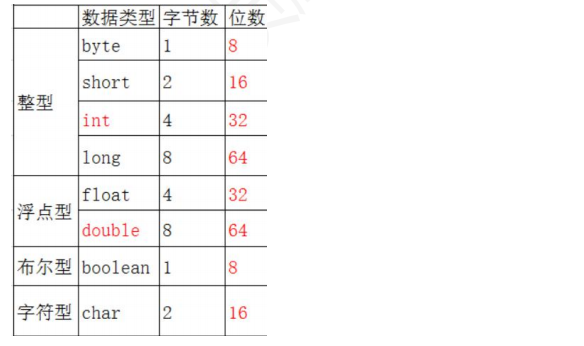 数据类型 字节数 位数
整型 byte 1 8
short 2 16
int 4 32
long 8 64
浮点型 float 4 32
double 8 64
布尔型 boolean 1 8
字符型 char 2 16